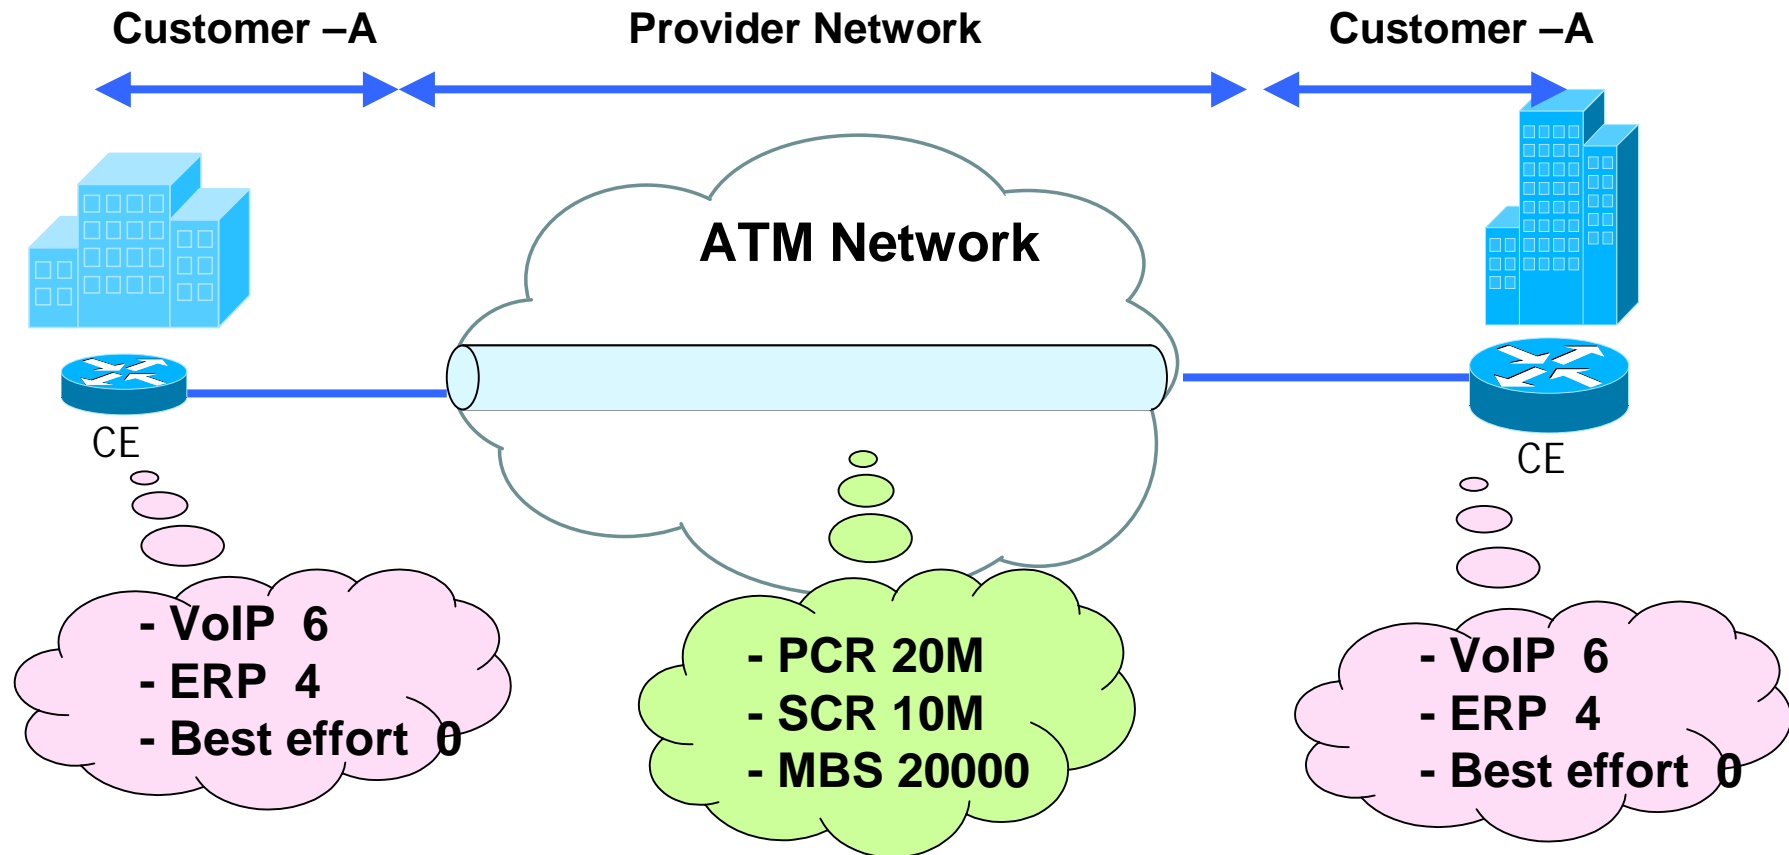 Customer –A
Provider Network
Customer –A
ATM Network
CE
CE
- VoIP 6
- ERP 4
- Best effort 0
- PCR 20M
- SCR 10M
- MBS 20000
- VoIP 6
- ERP 4
- Best effort 0